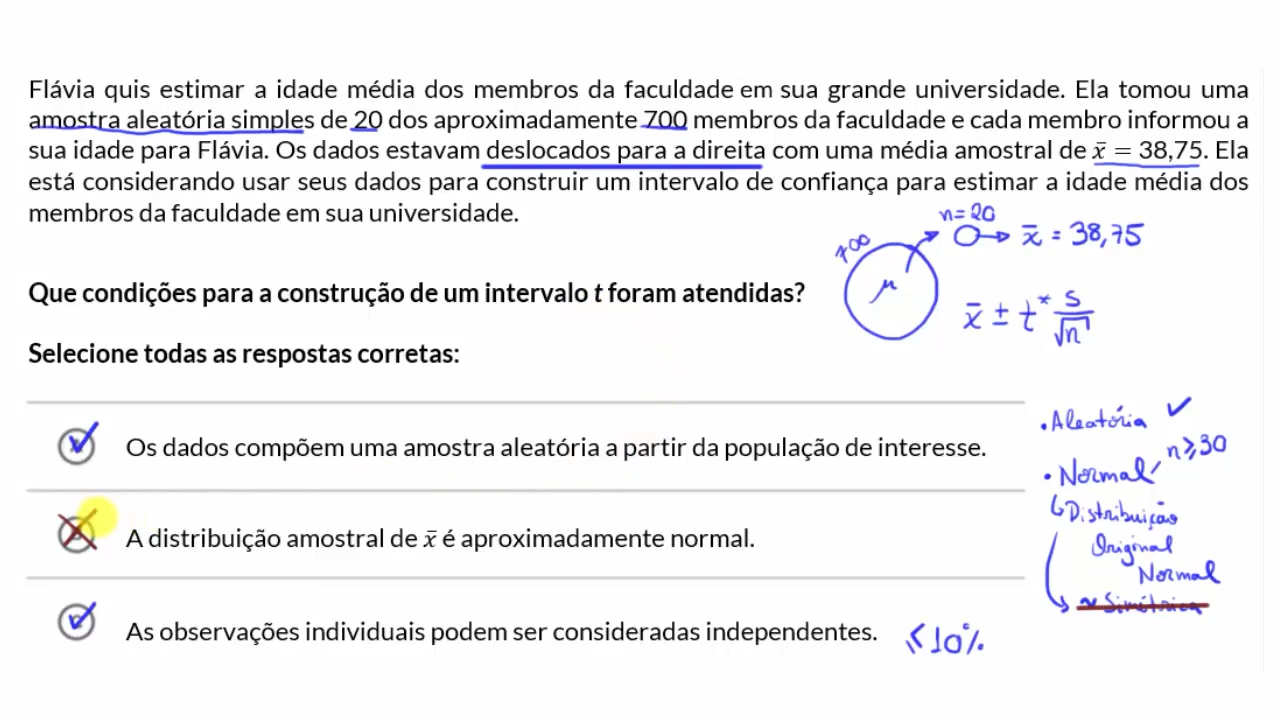 Flávia quis estimar a idade média dos membros da faculdade em sua grande universidade. Ela tomou uma
amostra aleatória simples de 20 dos aproximadamente 700 membros da faculdade e cada membro informou a
sua idade para Flávia. Os dados estavam deslocados para a direita com uma média amostral de x̄ = 38,75. Ela
está considerando usar seus dados para construir um intervalo de confiança para estimar a idade média dos
membros da faculdade em sua universidade.
n=20
700
x̄ = 38,75
μ
Que condições para a construção de um intervalo t foram atendidas?
x̄ ± t* s/√n
Selecione todas as respostas corretas:
Os dados compõem uma amostra aleatória a partir da população de interesse.
A distribuição amostral de x̄ é aproximadamente normal.
As observações individuais podem ser consideradas independentes.
≤10%
• Aleatória ✓
n≥30
• Normal
Distribuição
Original
Normal
~ Simétrica